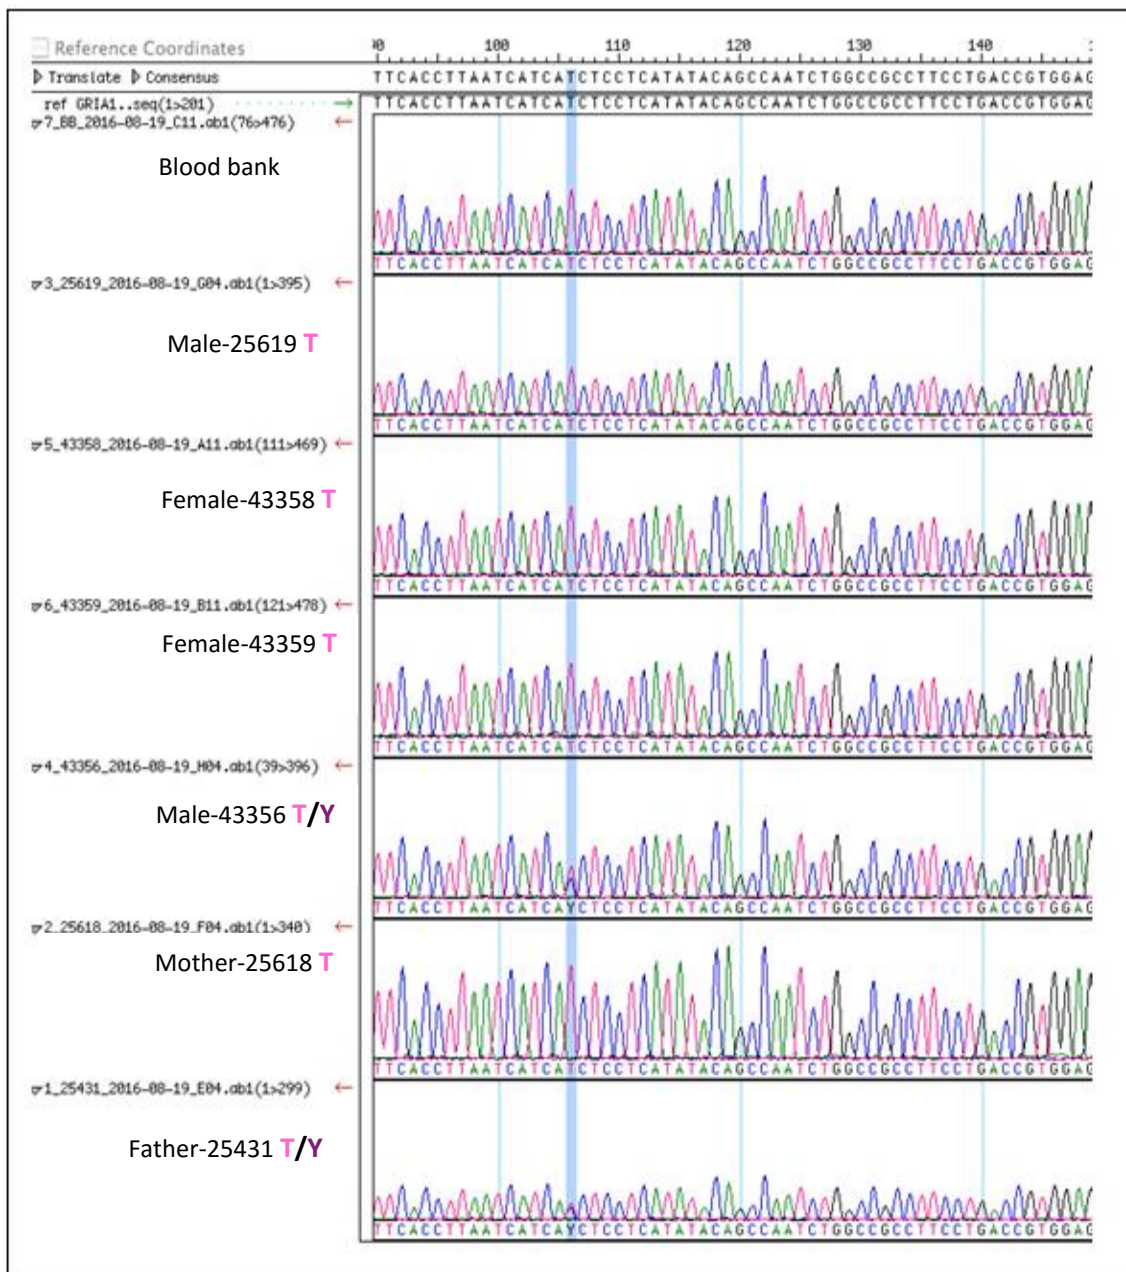 Reference Coordinates
90 100 110 120 130 140
Translate Consensus TTCACCTTAATCATCATCTCCTCATATACAGCCAATCTGGCCGCCTTCCTGACCGTGGAG
ref GRIA1..seq(1>201) → TTCACCTTAATCATCATCTCCTCATATACAGCCAATCTGGCCGCCTTCCTGACCGTGGAG
7_BB_2016-08-19_C11.ab1(76>476) ←
Blood bank
TTCACCTTAATCATCATCTCCTCATATACAGCCAATCTGGCCGCCTTCCTGACCGTGGAG
3_25619_2016-08-19_G04.ab1(1>395) ←
Male-25619 T
TTCACCTTAATCATCATCTCCTCATATACAGCCAATCTGGCCGCCTTCCTGACCGTGGAG
5_43358_2016-08-19_A11.ab1(111>469) ←
Female-43358 T
TTCACCTTAATCATCATCTCCTCATATACAGCCAATCTGGCCGCCTTCCTGACCGTGGAG
6_43359_2016-08-19_B11.ab1(121>478) ←
Female-43359 T
TTCACCTTAATCATCATCTCCTCATATACAGCCAATCTGGCCGCCTTCCTGACCGTGGAG
4_43356_2016-08-19_H04.ab1(39>396) ←
Male-43356 T/Y
TTCACCTTAATCATCAYCTCCTCATATACAGCCAATCTGGCCGCCTTCCTGACCGTGGAG
2_25618_2016-08-19_F04.ab1(1>340) ←
Mother-25618 T
TTCACCTTAATCATCATCTCCTCATATACAGCCAATCTGGCCGCCTTCCTGACCGTGGAG
1_25431_2016-08-19_E04.ab1(1>299) ←
Father-25431 T/Y
TTCACCTTAATCATCAYCTCCTCATATACAGCCAATCTGGCCGCCTTCCTGACCGTGGAG